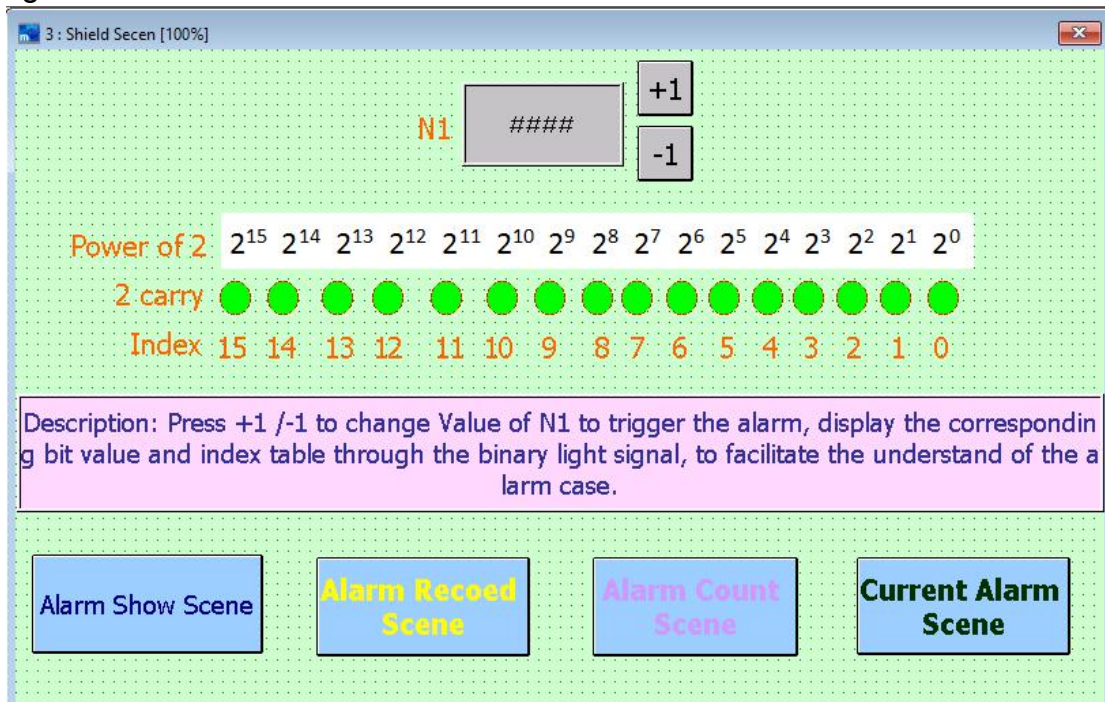 3 : Shield Secen [100%]
+1
N1 ####
-1
Power of 2 2¹⁵ 2¹⁴ 2¹³ 2¹² 2¹¹ 2¹⁰ 2⁹ 2⁸ 2⁷ 2⁶ 2⁵ 2⁴ 2³ 2² 2¹ 2⁰
2 carry
Index 15 14 13 12 11 10 9 8 7 6 5 4 3 2 1 0
Description: Press +1 /-1 to change Value of N1 to trigger the alarm, display the correspondin
g bit value and index table through the binary light signal, to facilitate the understand of the a
larm case.
Alarm Show Scene
Alarm Recoed
Scene
Alarm Count
Scene
Current Alarm
Scene